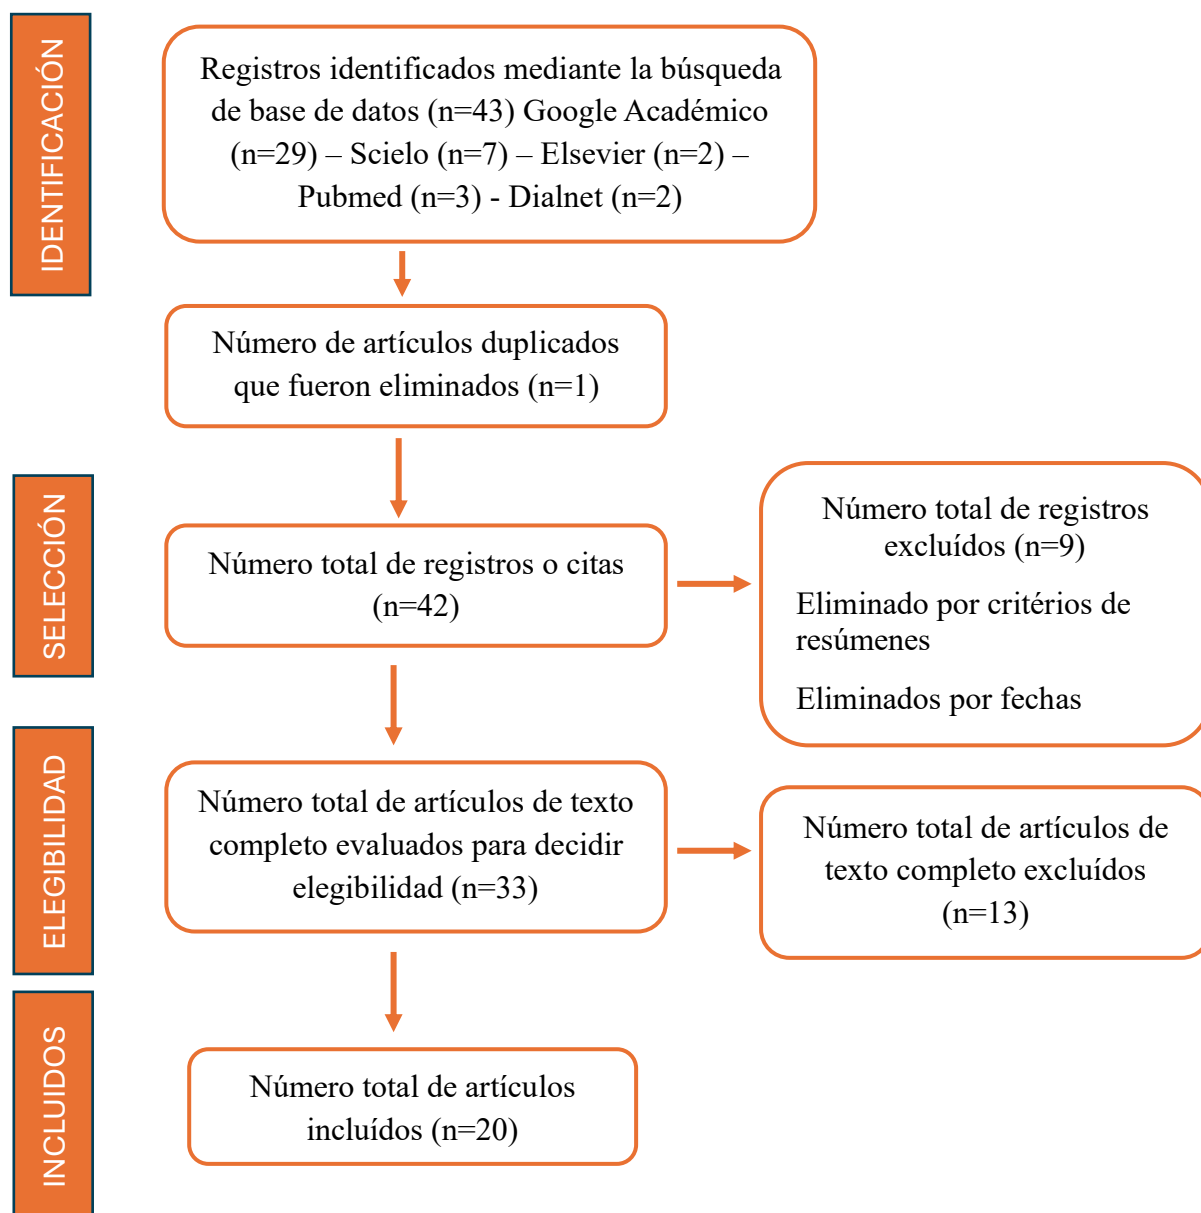 IDENTIFICACIÓN
Registros identificados mediante la búsqueda
de base de datos (n=43) Google Académico
(n=29) – Scielo (n=7) – Elsevier (n=2) –
Pubmed (n=3) - Dialnet (n=2)
Número de artículos duplicados
que fueron eliminados (n=1)
SELECCIÓN
Número total de registros o citas
(n=42)
Número total de registros
excluídos (n=9)
Eliminado por critérios de
resúmenes
Eliminados por fechas
ELEGIBILIDAD
Número total de artículos de texto
completo evaluados para decidir
elegibilidad (n=33)
Número total de artículos de
texto completo excluídos
(n=13)
INCLUIDOS
Número total de artículos
incluídos (n=20)